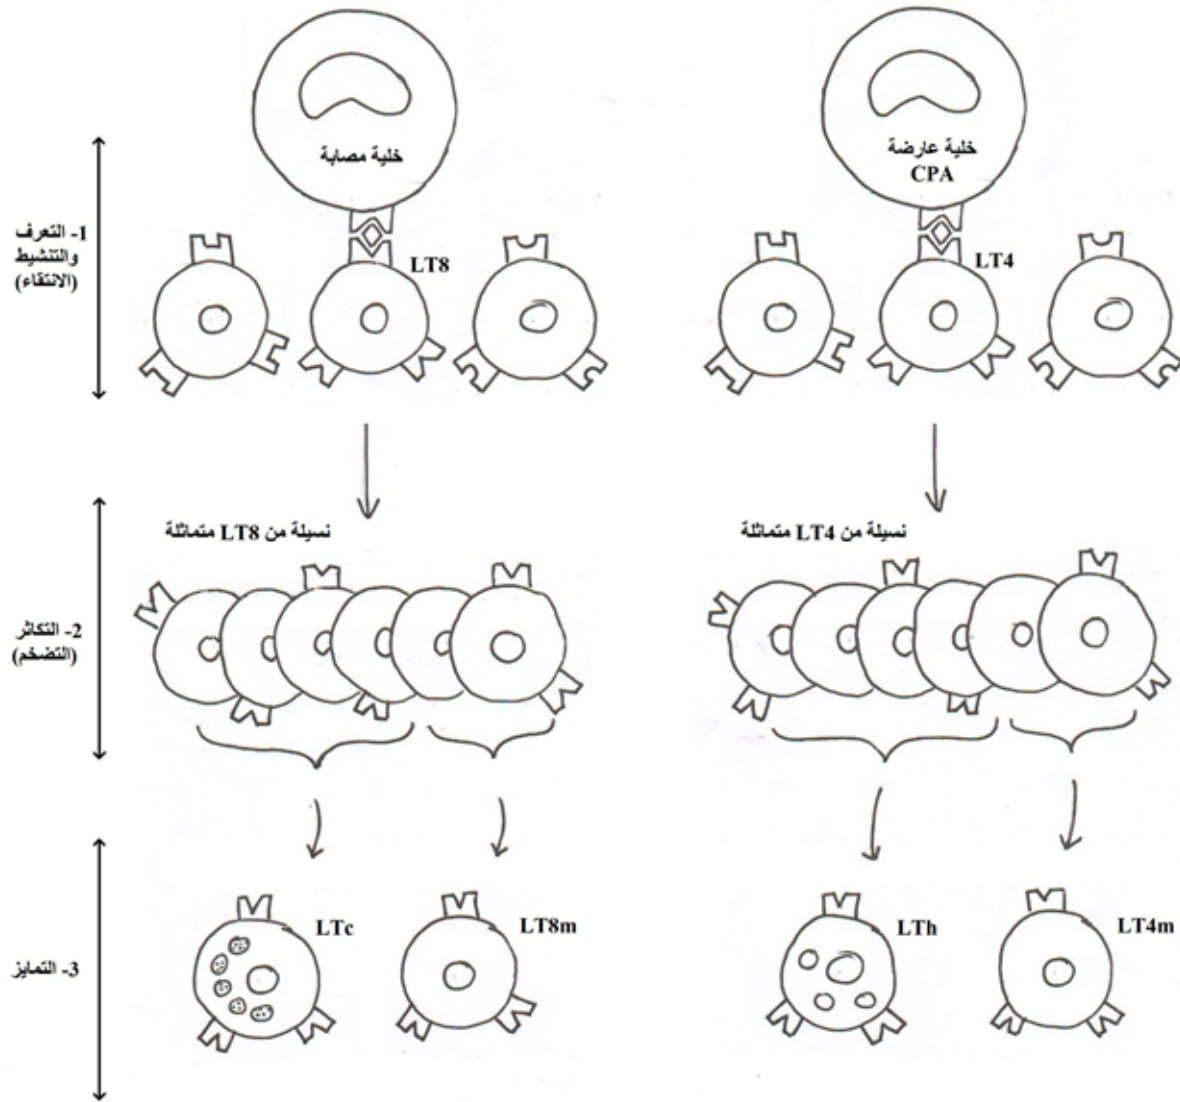 خلية مصابة
خلية عارضة
CPA
1- التعرف
والتنشيط
(الانتقاء)
LT8
LT4
نسيلة من LT8 متماثلة
نسيلة من LT4 متماثلة
2- التكاثر
(التضخم)
LTc
LT8m
LTh
LT4m
3- التمايز